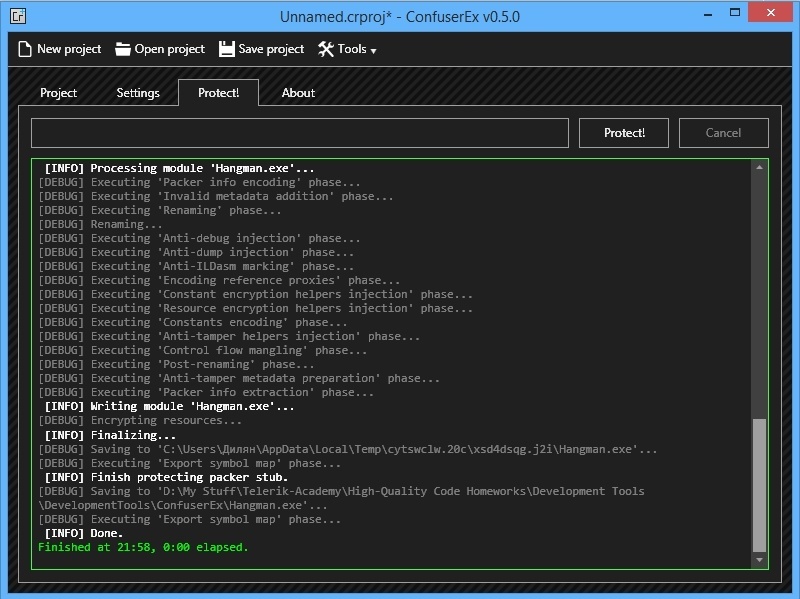 Cr
Unnamed.crproj* - ConfuserEx v0.5.0
New project Open project Save project Tools
Project Settings Protect! About
Protect! Cancel
[INFO] Processing module 'Hangman.exe'...
[DEBUG] Executing 'Packer info encoding' phase...
[DEBUG] Executing 'Invalid metadata addition' phase...
[DEBUG] Executing 'Renaming' phase...
[DEBUG] Renaming...
[DEBUG] Executing 'Anti-debug injection' phase...
[DEBUG] Executing 'Anti-dump injection' phase...
[DEBUG] Executing 'Anti-ILDasm marking' phase...
[DEBUG] Executing 'Encoding reference proxies' phase...
[DEBUG] Executing 'Constant encryption helpers injection' phase...
[DEBUG] Executing 'Resource encryption helpers injection' phase...
[DEBUG] Executing 'Constants encoding' phase...
[DEBUG] Executing 'Anti-tamper helpers injection' phase...
[DEBUG] Executing 'Control flow mangling' phase...
[DEBUG] Executing 'Post-renaming' phase...
[DEBUG] Executing 'Anti-tamper metadata preparation' phase...
[DEBUG] Executing 'Packer info extraction' phase...
[INFO] Writing module 'Hangman.exe'...
[DEBUG] Encrypting resources...
[INFO] Finalizing...
[DEBUG] Saving to 'C:\Users\Дилян\AppData\Local\Temp\cytswclw.20c\xsd4dsqg.j2i\Hangman.exe'...
[DEBUG] Executing 'Export symbol map' phase...
[INFO] Finish protecting packer stub.
[DEBUG] Saving to 'D:\My Stuff\Telerik-Academy\High-Quality Code Homeworks\Development Tools
\DevelopmentTools\ConfuserEx\Hangman.exe'...
[DEBUG] Executing 'Export symbol map' phase...
[INFO] Done.
Finished at 21:58, 0:00 elapsed.